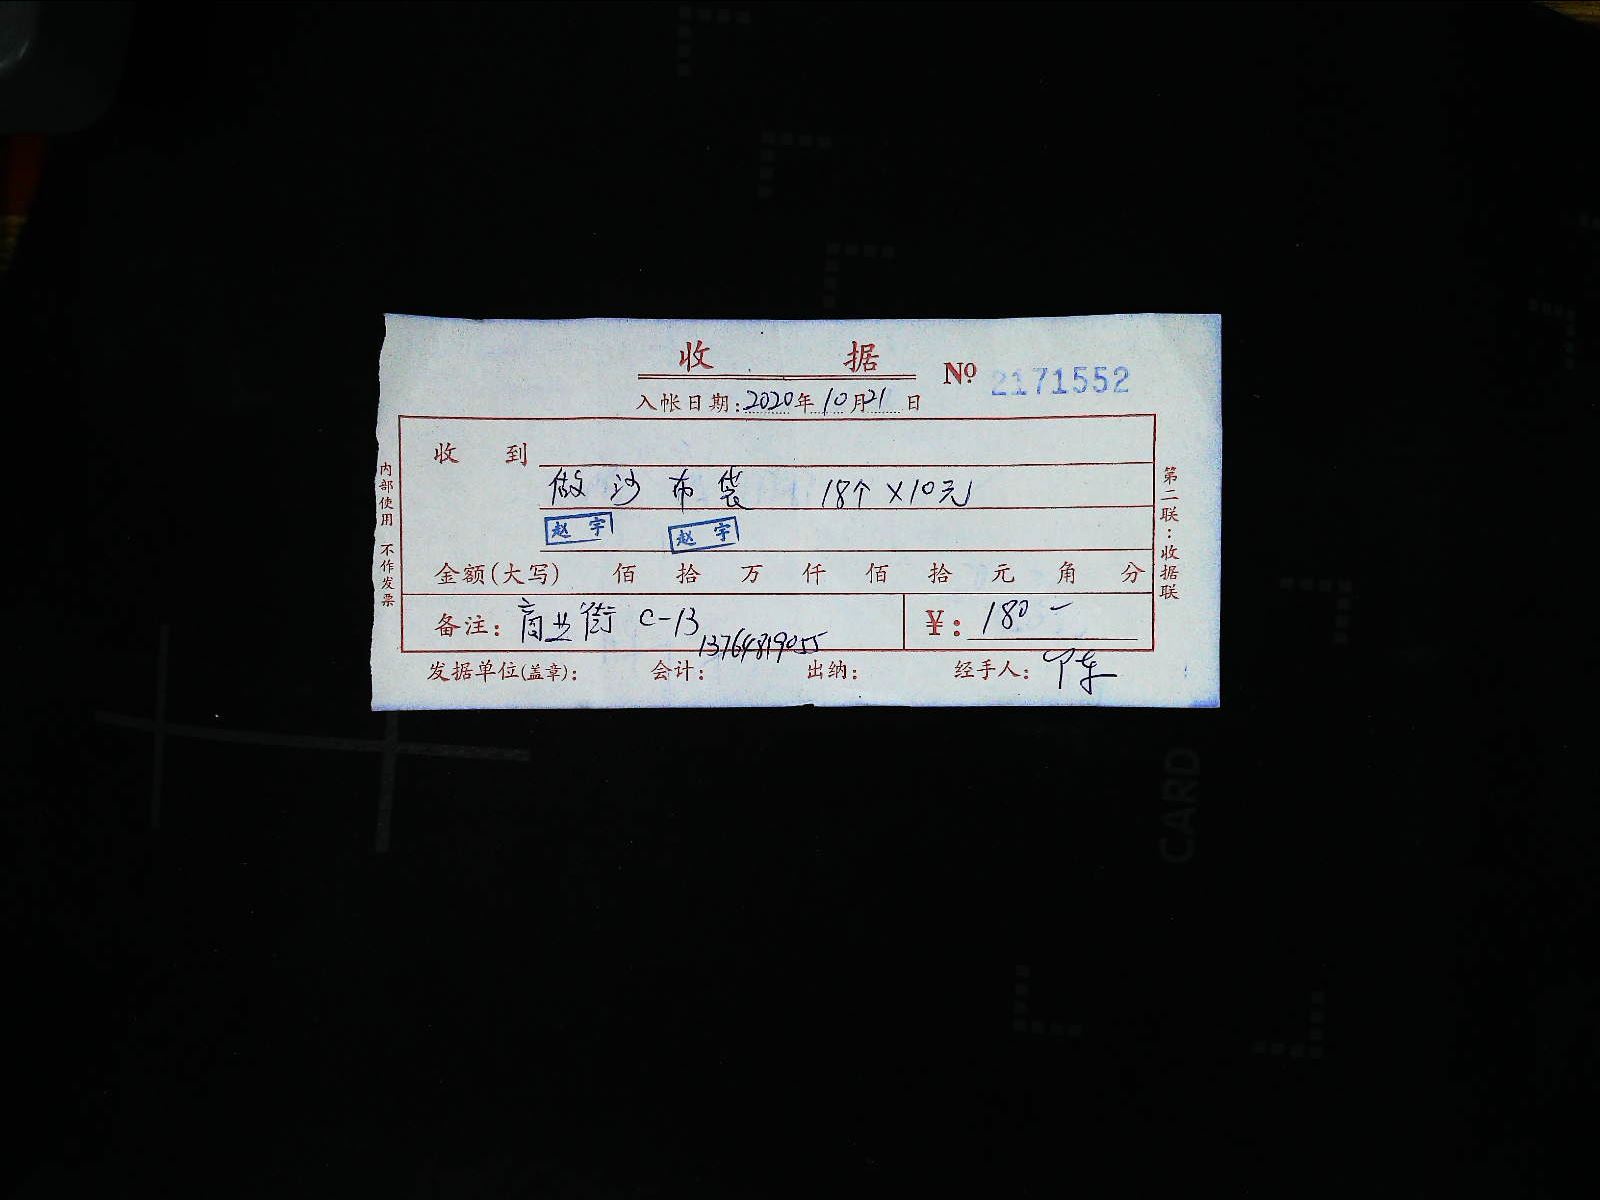 收 据 № 2171552
入帐日期:2020年10月21日
收 到
做沙布袋 18个×10元
赵宇 赵宇
金额(大写) 佰 拾 万 仟 佰 拾 元 角 分
备注:商业街 C-13 ¥:180-
13764819055
发据单位(盖章): 会计: 出纳: 经手人:
内部使用 不作发票
第二联:收据联
CARD